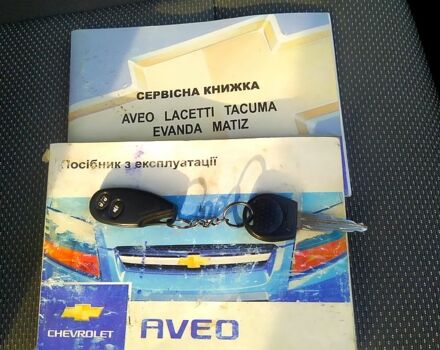 СЕРВІСНА КНИЖКА
AVEO LACETTI TACUMA
EVANDA MATIZ
Посібник з експлуатації
CHEVROLET
AVEO